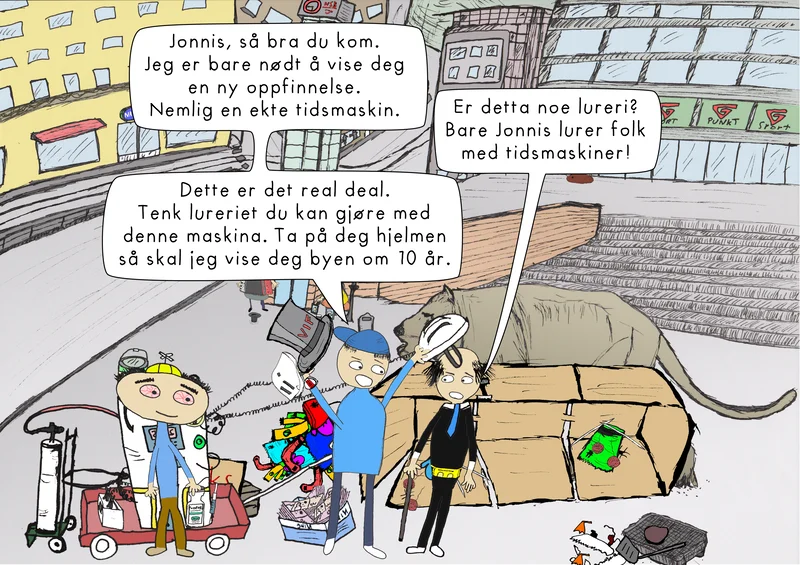 Jonnis, så bra du kom.
Jeg er bare nødt å vise deg
en ny oppfinnelse.
Nemlig en ekte tidsmaskin.
Er detta noe lureri?
Bare Jonnis lurer folk
med tidsmaskiner!
Dette er det real deal.
Tenk lureriet du kan gjøre med
denne maskina. Ta på deg hjelmen
så skal jeg vise deg byen om 10 år.
PUNKT
VIF